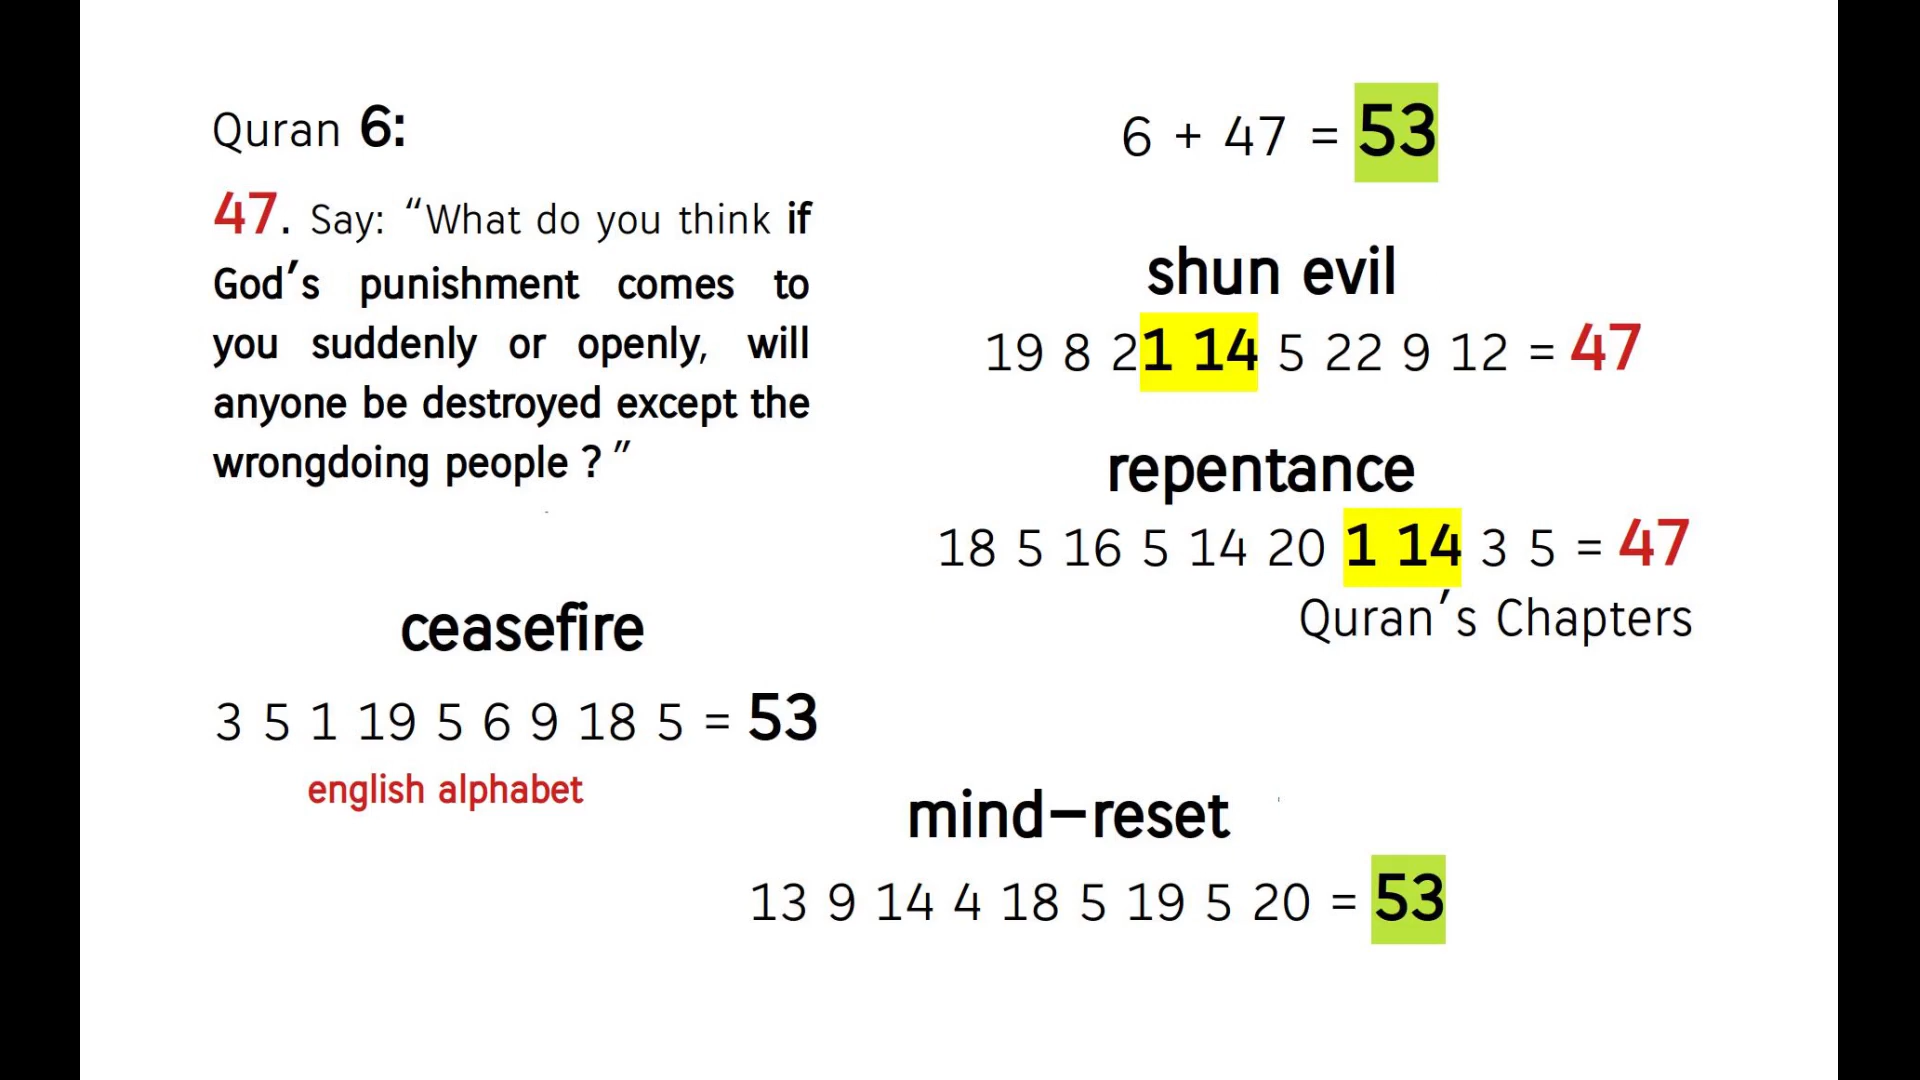 Quran 6:
47. Say: “What do you think if
God’s punishment comes to
you suddenly or openly, will
anyone be destroyed except the
wrongdoing people ? ”
ceasefire
3 5 1 19 5 6 9 18 5 = 53
english alphabet
6 + 47 = 53
shun evil
19 8 21 14 5 22 9 12 = 47
repentance
18 5 16 5 14 20 1 14 3 5 = 47
Quran’s Chapters
mind–reset
13 9 14 4 18 5 19 5 20 = 53